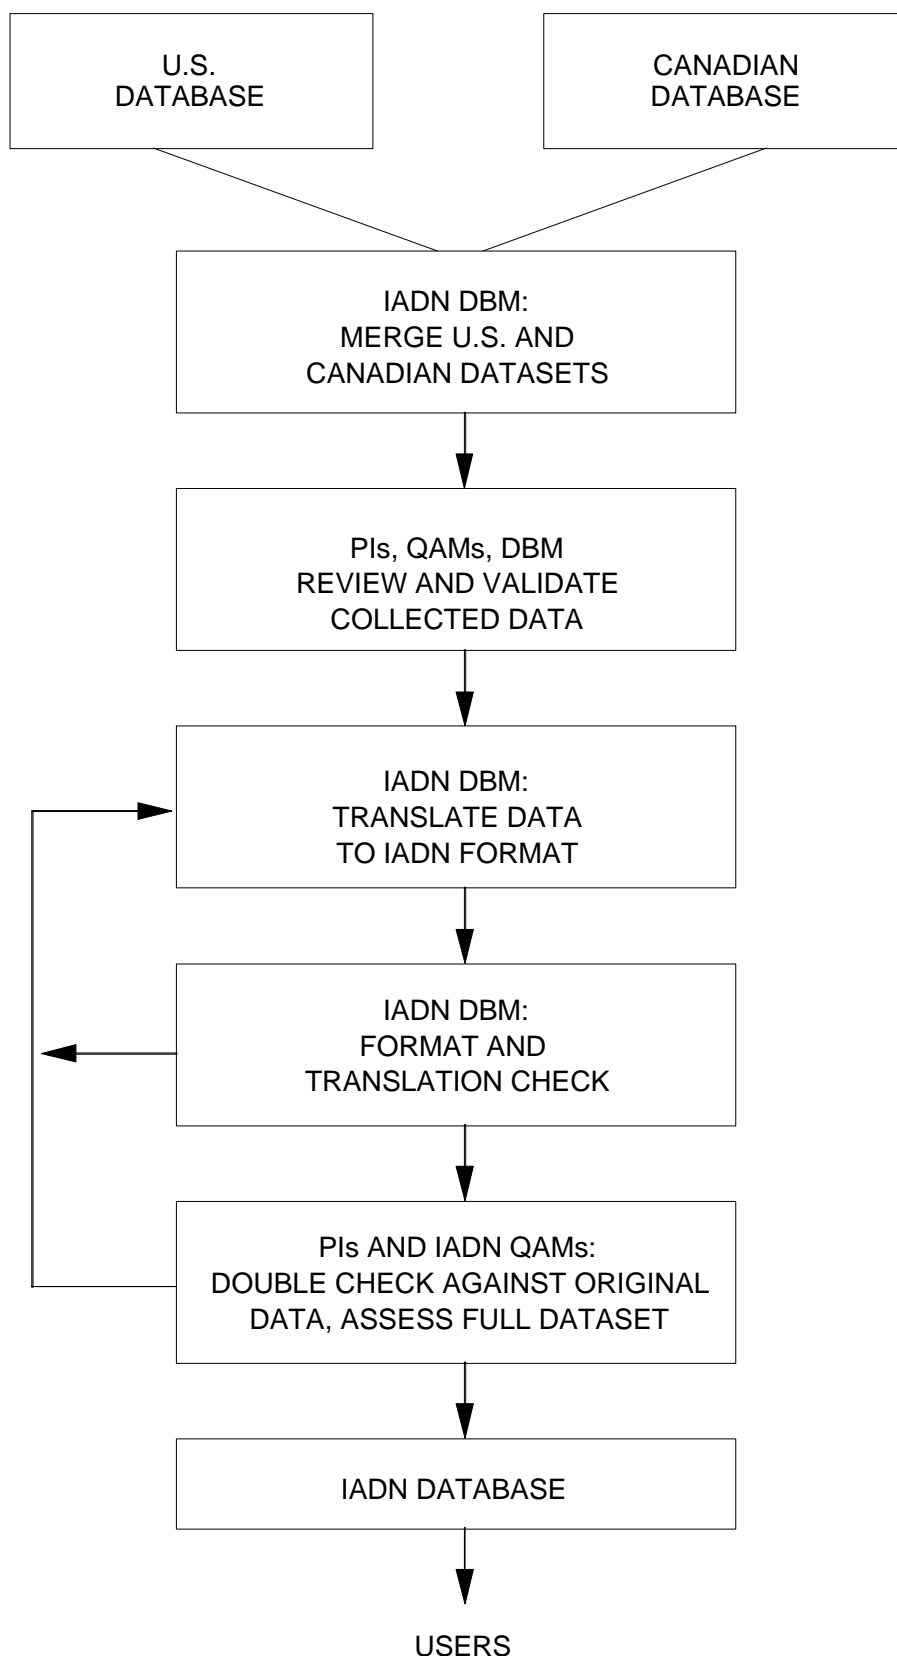 U.S.
DATABASE
CANADIAN
DATABASE
IADN DBM:
MERGE U.S. AND
CANADIAN DATASETS
PIs, QAMs, DBM
REVIEW AND VALIDATE
COLLECTED DATA
IADN DBM:
TRANSLATE DATA
TO IADN FORMAT
IADN DBM:
FORMAT AND
TRANSLATION CHECK
PIs AND IADN QAMs:
DOUBLE CHECK AGAINST ORIGINAL
DATA, ASSESS FULL DATASET
IADN DATABASE
USERS